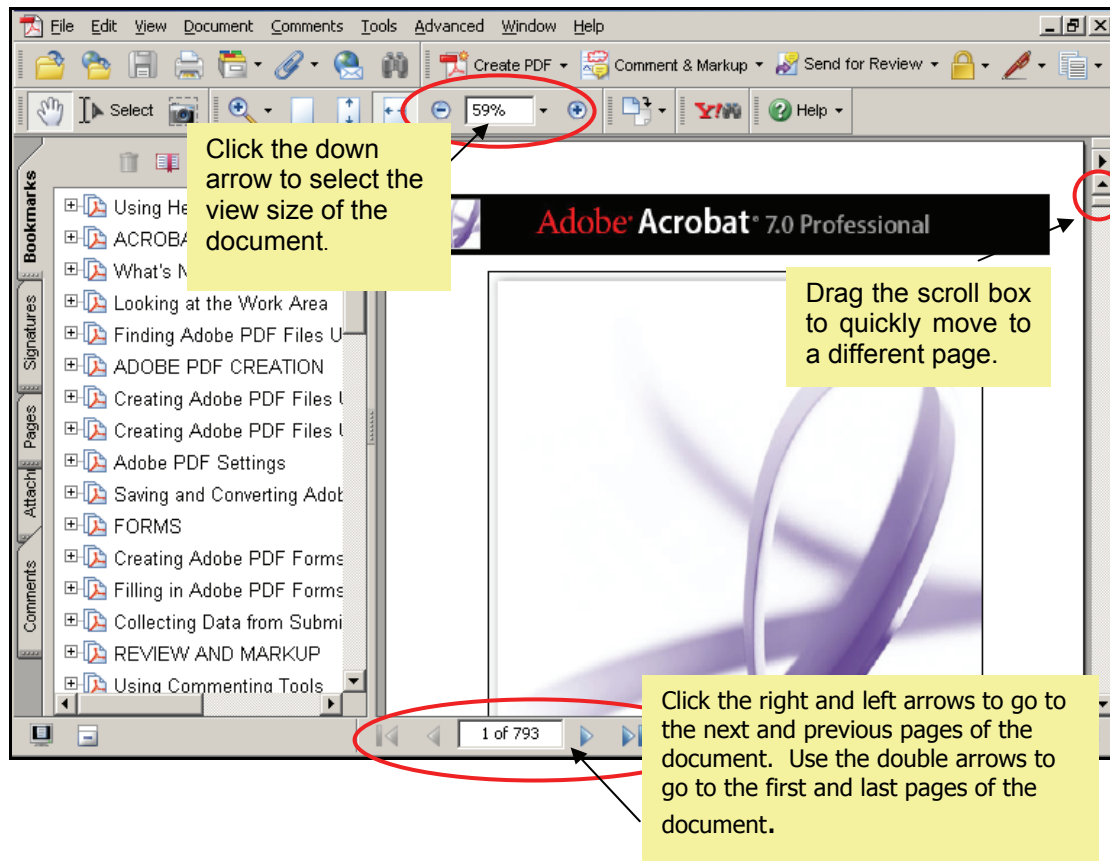 File Edit View Document Comments Tools Advanced Window Help
Create PDF Comment & Markup Send for Review
Select 59% Y! Help
Click the down
arrow to select the
view size of the
document.
Bookmarks
Signatures
Pages
Attachm
Comments
Using He
ACROBA
What's N
Looking at the Work Area
Finding Adobe PDF Files U
ADOBE PDF CREATION
Creating Adobe PDF Files U
Creating Adobe PDF Files U
Adobe PDF Settings
Saving and Converting Adob
FORMS
Creating Adobe PDF Forms
Filling in Adobe PDF Forms
Collecting Data from Submi
REVIEW AND MARKUP
Using Commenting Tools
Adobe® Acrobat® 7.0 Professional
Drag the scroll box
to quickly move to
a different page.
1 of 793
Click the right and left arrows to go to
the next and previous pages of the
document. Use the double arrows to
go to the first and last pages of the
document.